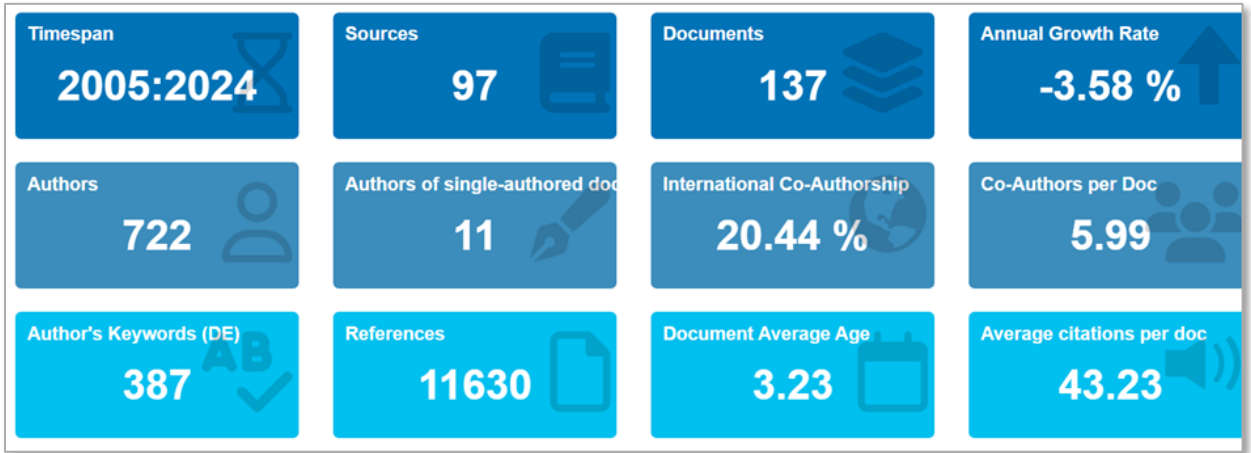 Timespan
2005:2024
Sources
97
Documents
137
Annual Growth Rate
-3.58 %
Authors
722
Authors of single-authored doc
11
International Co-Authorship
20.44 %
Co-Authors per Doc
5.99
Author's Keywords (DE)
AB
387
References
11630
Document Average Age
3.23
Average citations per doc
43.23